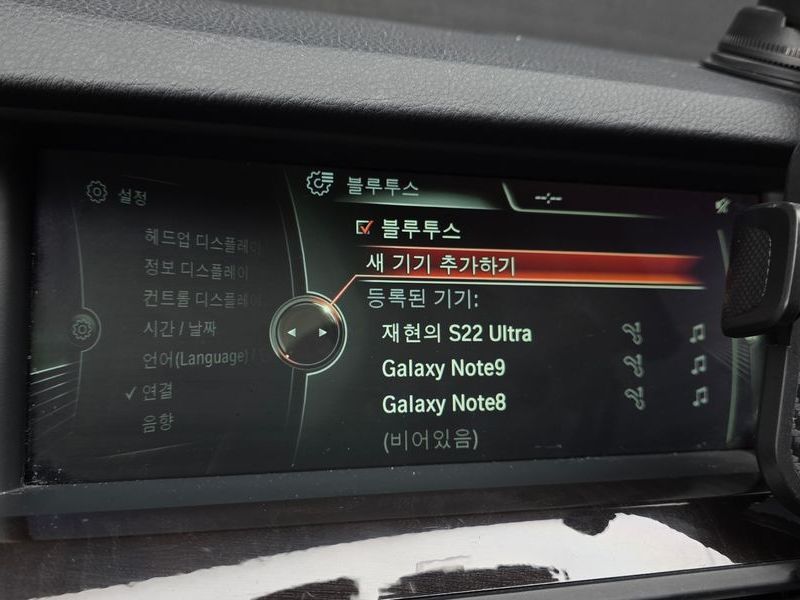 설정
헤드업 디스플레이
정보 디스플레이
컨트롤 디스플레이
시간 / 날짜
언어(Language) /
✓ 연결
음향
블루투스
--:--
블루투스
새 기기 추가하기
등록된 기기:
재현의 S22 Ultra
Galaxy Note9
Galaxy Note8
(비어있음)